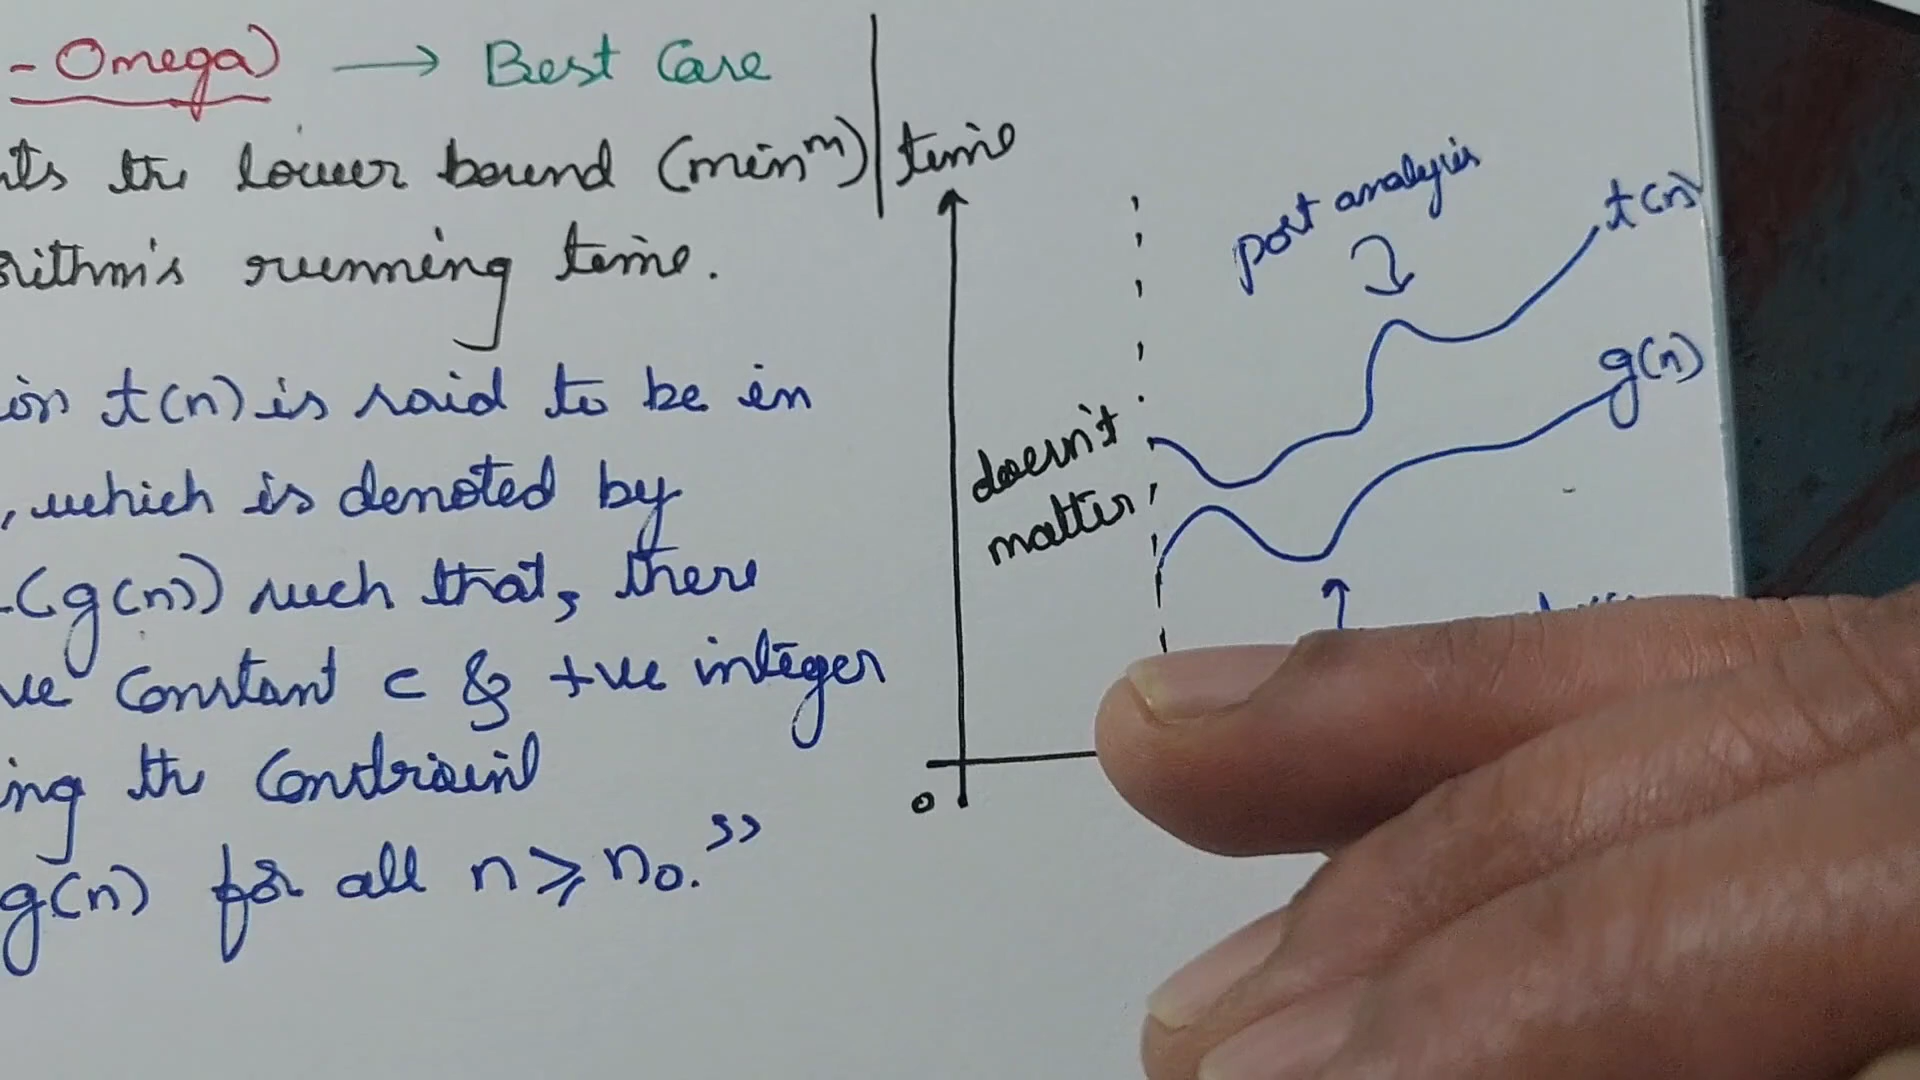 - Omega) → Best Case
nts the lower bound (minᵐ)
rithm's running time.
ion t(n) is said to be in
, which is denoted by
(g(n)) such that, there
ve constant c & +ve integer
ing the constraint
g(n) for all n ≥ n₀.”
time
post analysis
t(n)
g(n)
doesn't
matter
0